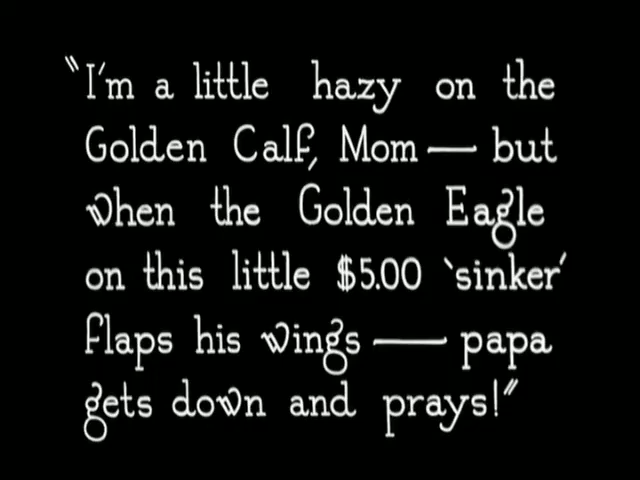 "I'm a little hazy on the
Golden Calf, Mom — but
when the Golden Eagle
on this little $5.00 'sinker'
flaps his wings — papa
gets down and prays!"